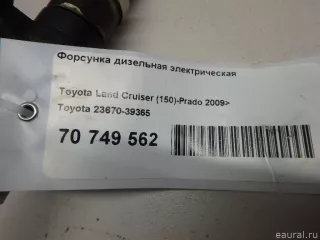 Форсунка дизельная электрическая
Toyota Land Cruiser (150)-Prado 2009>
Toyota 23670-39365
70 749 562
eaural.ru